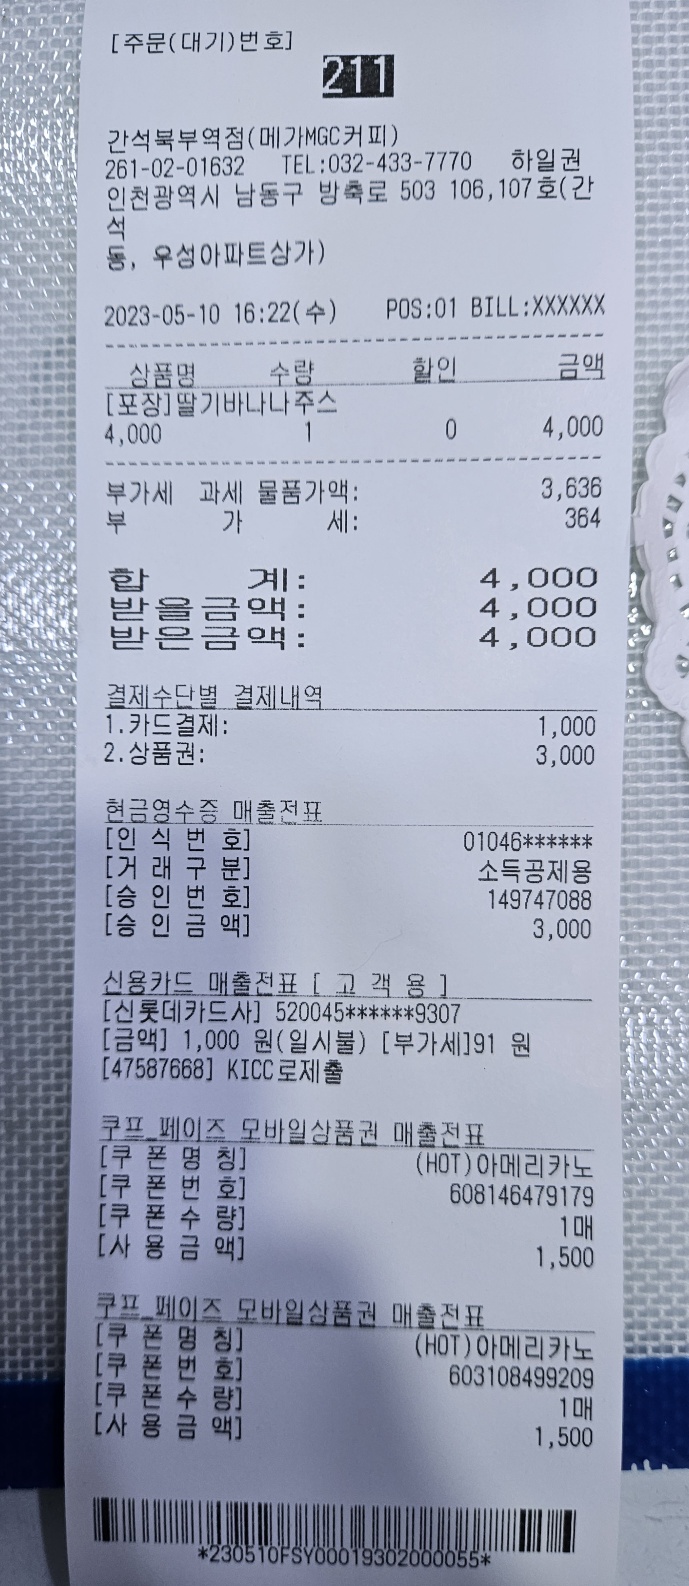 [주문(대기)번호]
211
간석북부역점(메가MGC커피)
261-02-01632 TEL:032-433-7770 하일권
인천광역시 남동구 방축로 503 106,107호(간
석
동, 우성아파트상가)
2023-05-10 16:22(수) POS:01 BILL:XXXXXX
상품명 수량 할인 금액
[포장]딸기바나나주스
4,000 1 0 4,000
부가세 과세 물품가액: 3,636
부 가 세: 364
합 계: 4,000
받을금액: 4,000
받은금액: 4,000
결제수단별 결제내역
1.카드결제: 1,000
2.상품권: 3,000
현금영수증 매출전표
[인 식 번 호] 01046******
[거 래 구 분] 소득공제용
[승 인 번 호] 149747088
[승 인 금 액] 3,000
신용카드 매출전표 [ 고 객 용 ]
[신롯데카드사] 520045******9307
[금액] 1,000 원(일시불) [부가세]91 원
[47587668] KICC로제출
쿠프_페이즈 모바일상품권 매출전표
[쿠 폰 명 칭] (HOT)아메리카노
[쿠 폰 번 호] 608146479179
[쿠 폰 수 량] 1매
[사 용 금 액] 1,500
쿠프_페이즈 모바일상품권 매출전표
[쿠 폰 명 칭] (HOT)아메리카노
[쿠 폰 번 호] 603108499209
[쿠 폰 수 량] 1매
[사 용 금 액] 1,500
*230510FSY00019302000055*